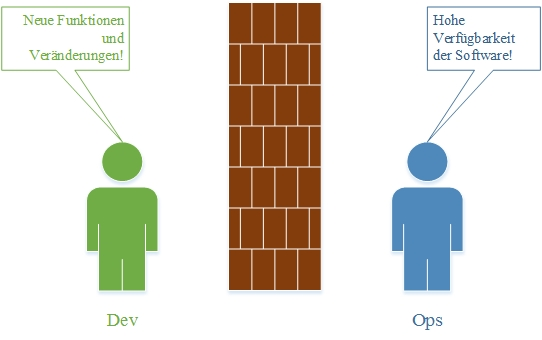 Neue Funktionen
und
Veränderungen!
Hohe
Verfügbarkeit
der Software!
Dev
Ops